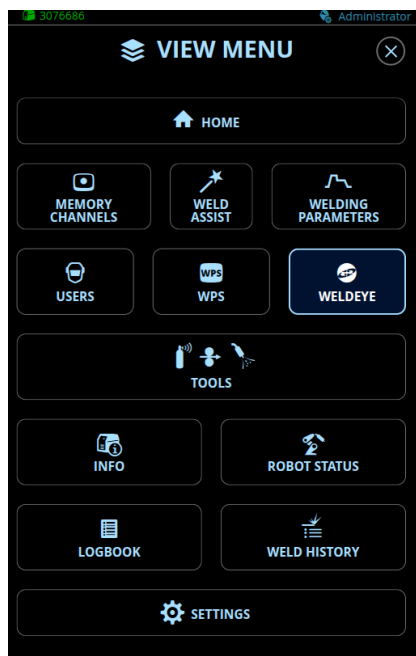 3076686
Administrator
VIEW MENU
HOME
MEMORY
CHANNELS
WELD
ASSIST
WELDING
PARAMETERS
USERS
WPS
WPS
WELDEYE
TOOLS
INFO
ROBOT STATUS
LOGBOOK
WELD HISTORY
SETTINGS